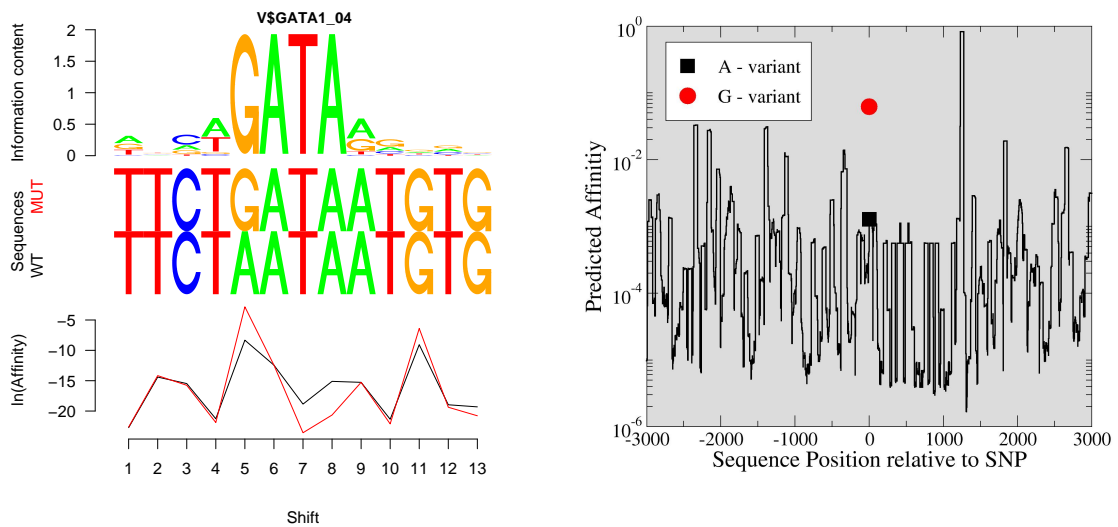 V$GATA1_04
Information content
2
1.5
1
0.5
0
Sequences
WT MUT
TTCTGATAATGTG
TTCTAATAATGTG
ln(Affinity)
−5
−10
−15
−20
1 2 3 4 5 6 7 8 9 10 11 12 13
Shift
A - variant
G - variant
Predicted Affinitiy
10^0
10^-2
10^-4
10^-6
-3000 -2000 -1000 0 1000 2000 3000
Sequence Position relative to SNP